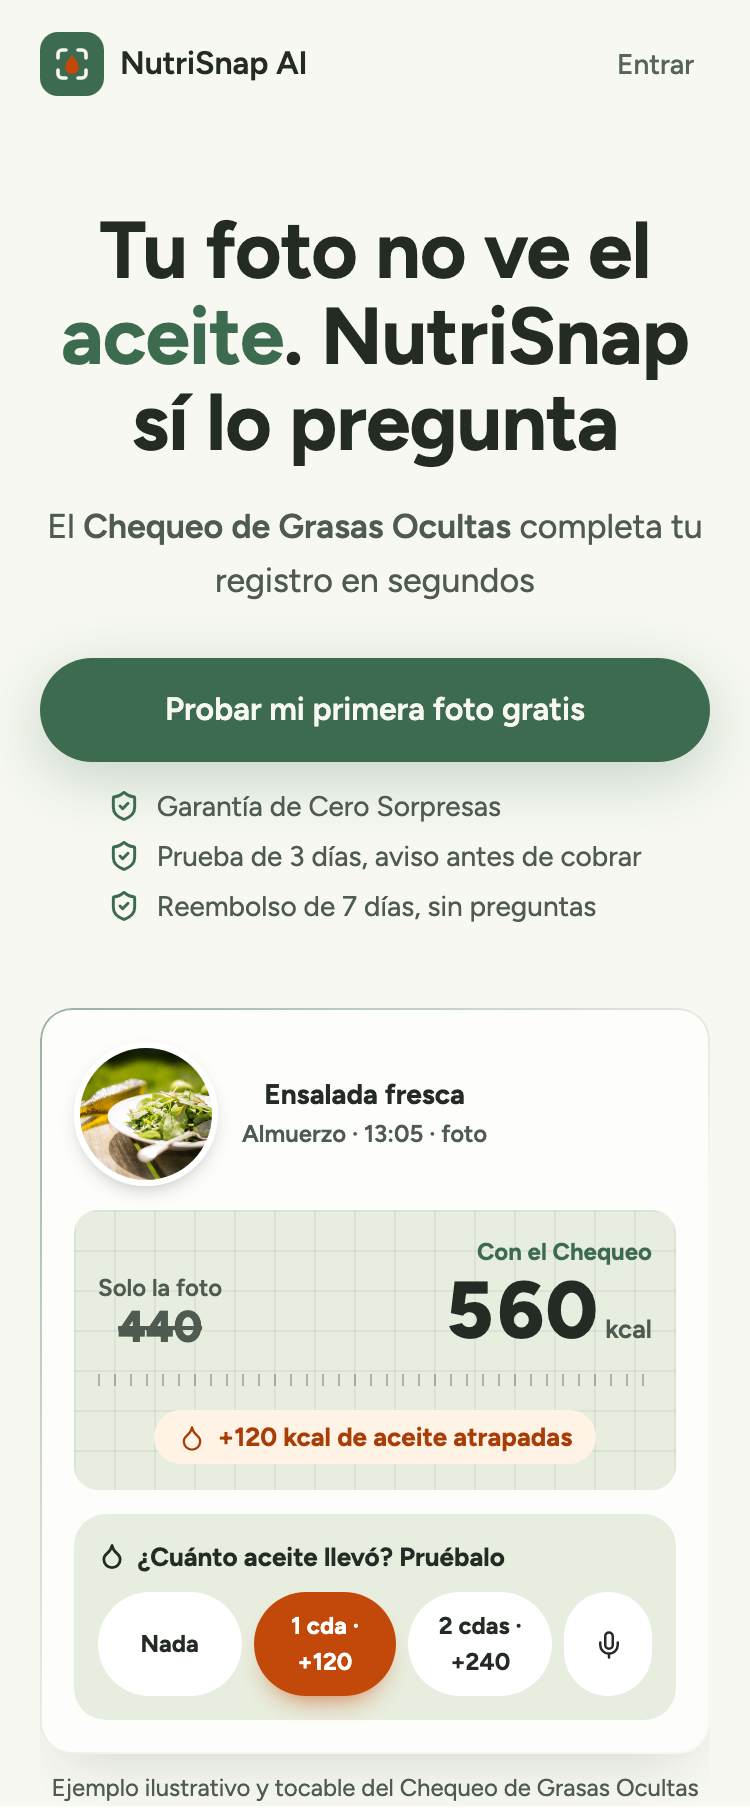 NutriSnap AI
Entrar
Tu foto no ve el
aceite. NutriSnap
sí lo pregunta
El Chequeo de Grasas Ocultas completa tu
registro en segundos
Probar mi primera foto gratis
Garantía de Cero Sorpresas
Prueba de 3 días, aviso antes de cobrar
Reembolso de 7 días, sin preguntas
Ensalada fresca
Almuerzo · 13:05 · foto
Solo la foto
440
Con el Chequeo
560 kcal
+120 kcal de aceite atrapadas
¿Cuánto aceite llevó? Pruébalo
Nada
1 cda ·
+120
2 cdas ·
+240
Ejemplo ilustrativo y tocable del Chequeo de Grasas Ocultas